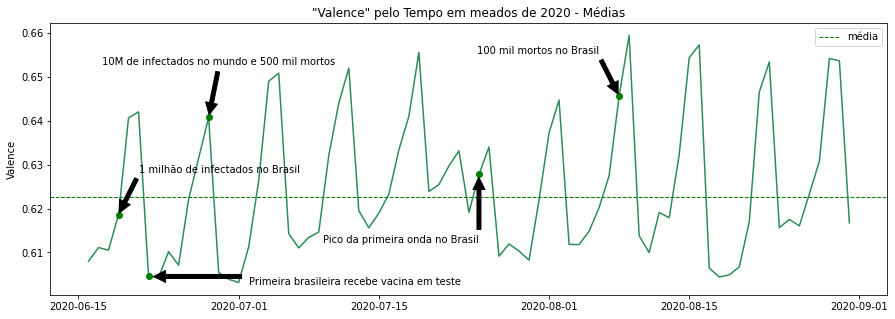 "Valence" pelo Tempo em meados de 2020 - Médias
0.66
0.65
0.64
0.63
0.62
0.61
Valence
média
100 mil mortos no Brasil
10M de infectados no mundo e 500 mil mortos
1 milhão de infectados no Brasil
Pico da primeira onda no Brasil
Primeira brasileira recebe vacina em teste
2020-06-15
2020-07-01
2020-07-15
2020-08-01
2020-08-15
2020-09-01